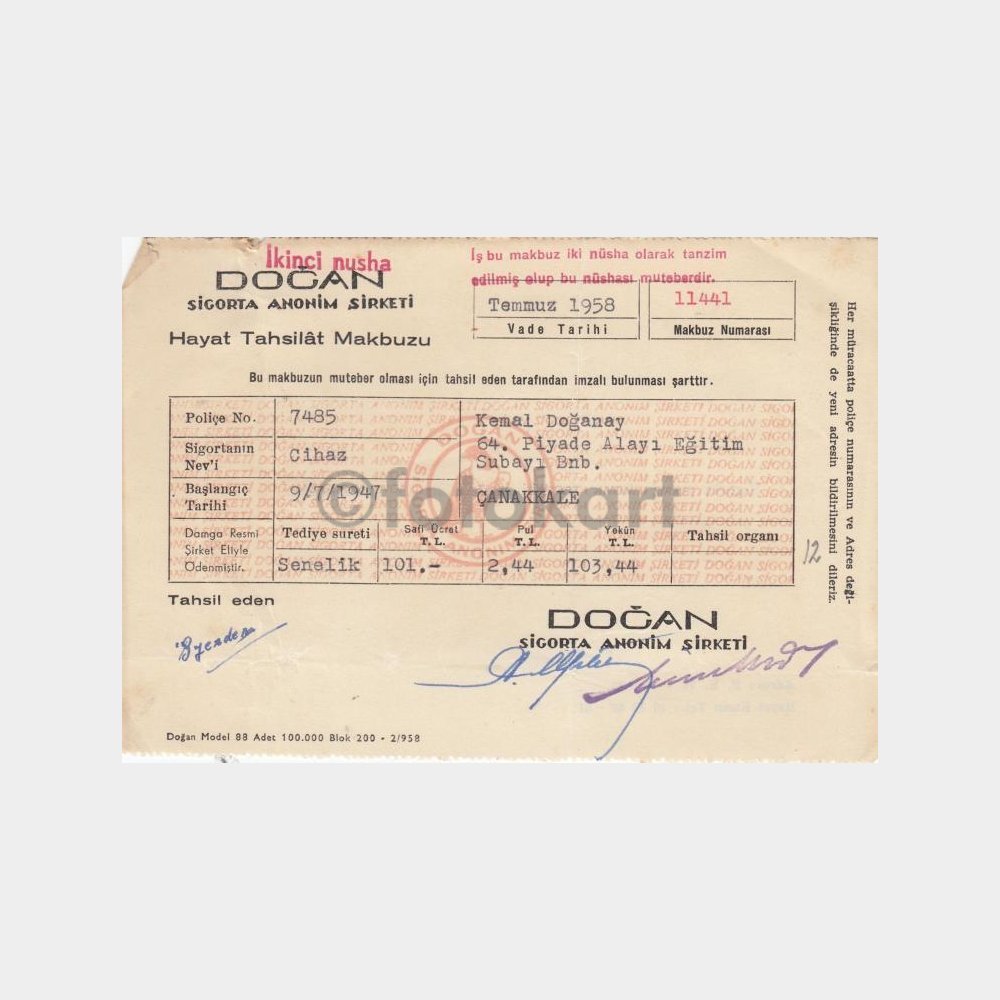 İkinci nusha
DOĞAN
SİGORTA ANONİM ŞİRKETİ
Hayat Tahsilât Makbuzu
İş bu makbuz iki nüsha olarak tanzim
edilmiş olup bu nüshası muteberdir.
Temmuz 1958
Vade Tarihi
11441
Makbuz Numarası
Bu makbuzun muteber olması için tahsil eden tarafından imzalı bulunması şarttır.
Poliçe No.
7485
Kemal Doğanay
64. Piyade Alayı Eğitim
Subayı Bnb.
Sigortanın
Nev'i
Cihaz
Başlangıç
Tarihi
9/7/1947
ÇANAKKALE
©fotokart
Damga Resmi
Şirket Eliyle
Ödenmiştir.
Tediye sureti
Senelik
Safi Ücret
T. L.
101.-
Pul
T. L.
2,44
Yekûn
T. L.
103,44
Tahsil organı
12
Tahsil eden
DOĞAN
SİGORTA ANONİM ŞİRKETİ
Doğan Model 88 Adet 100.000 Blok 200 - 2/958
Her müracaatta poliçe numarasının ve Adres deği-
şikliğinde de yeni adresin bildirilmesini dileriz.